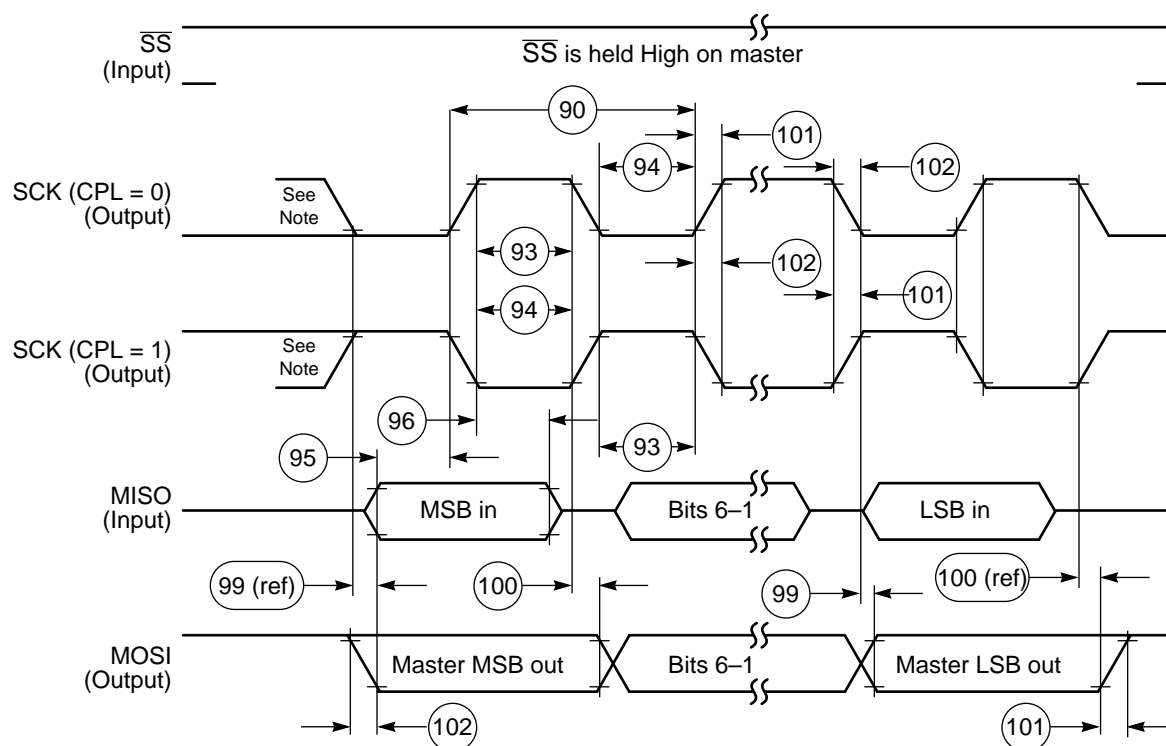 S̅S̅
(Input)
S̅S̅ is held High on master
90
101
94
102
SCK (CPL = 0)
(Output)
See
Note
93
102
94
101
SCK (CPL = 1)
(Output)
See
Note
96
93
95
MISO
(Input)
MSB in
Bits 6–1
LSB in
99 (ref)
100
99
100 (ref)
MOSI
(Output)
Master MSB out
Bits 6–1
Master LSB out
102
101